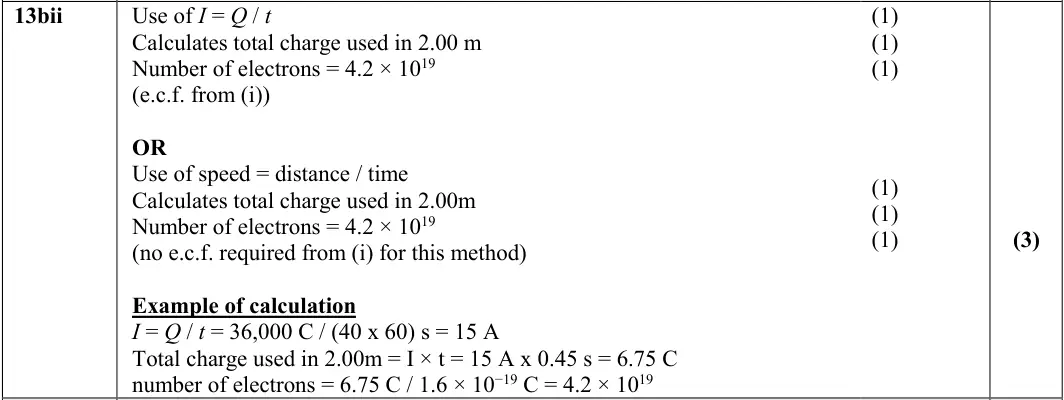 13bii Use of I = Q / t (1)
Calculates total charge used in 2.00 m (1)
Number of electrons = 4.2 × 10¹⁹ (1)
(e.c.f. from (i))
OR
Use of speed = distance / time (1)
Calculates total charge used in 2.00m (1)
Number of electrons = 4.2 × 10¹⁹ (1)
(no e.c.f. required from (i) for this method) (3)
Example of calculation
I = Q / t = 36,000 C / (40 x 60) s = 15 A
Total charge used in 2.00m = I × t = 15 A x 0.45 s = 6.75 C
number of electrons = 6.75 C / 1.6 × 10⁻¹⁹ C = 4.2 × 10¹⁹